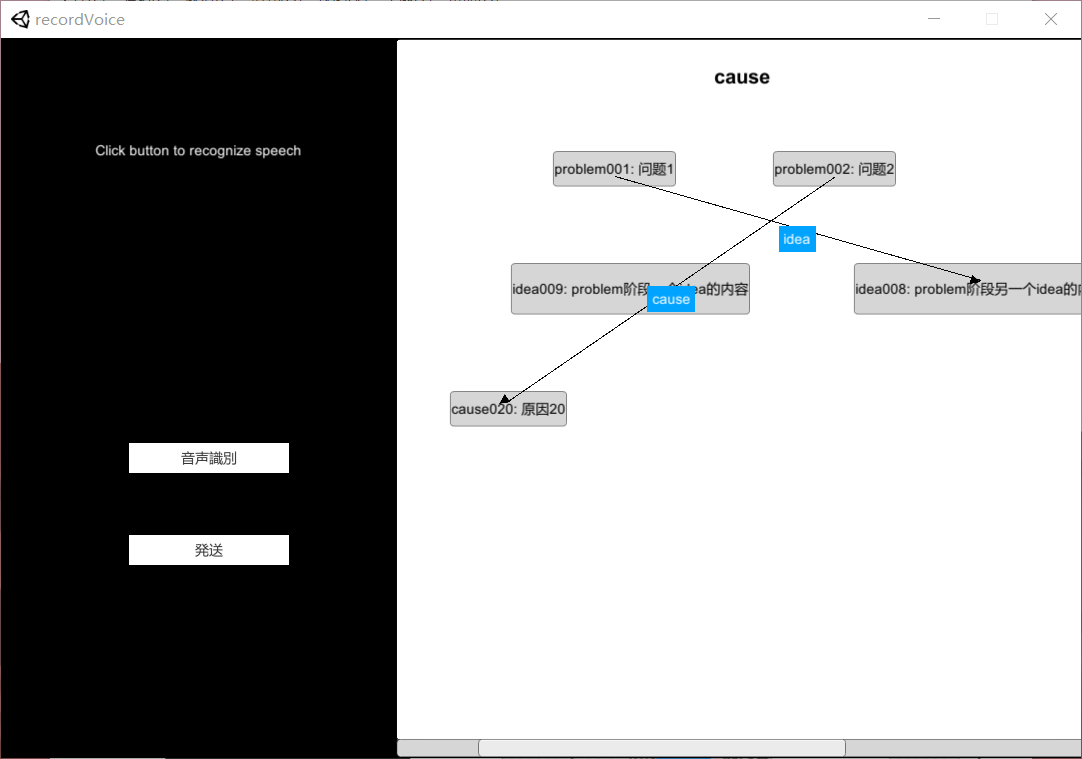 recordVoice
Click button to recognize speech
音声識別
発送
cause
problem001: 问题1
problem002: 问题2
idea
idea009: problem阶段 个idea的内容
cause
idea008: problem阶段另一个idea的
cause020: 原因20